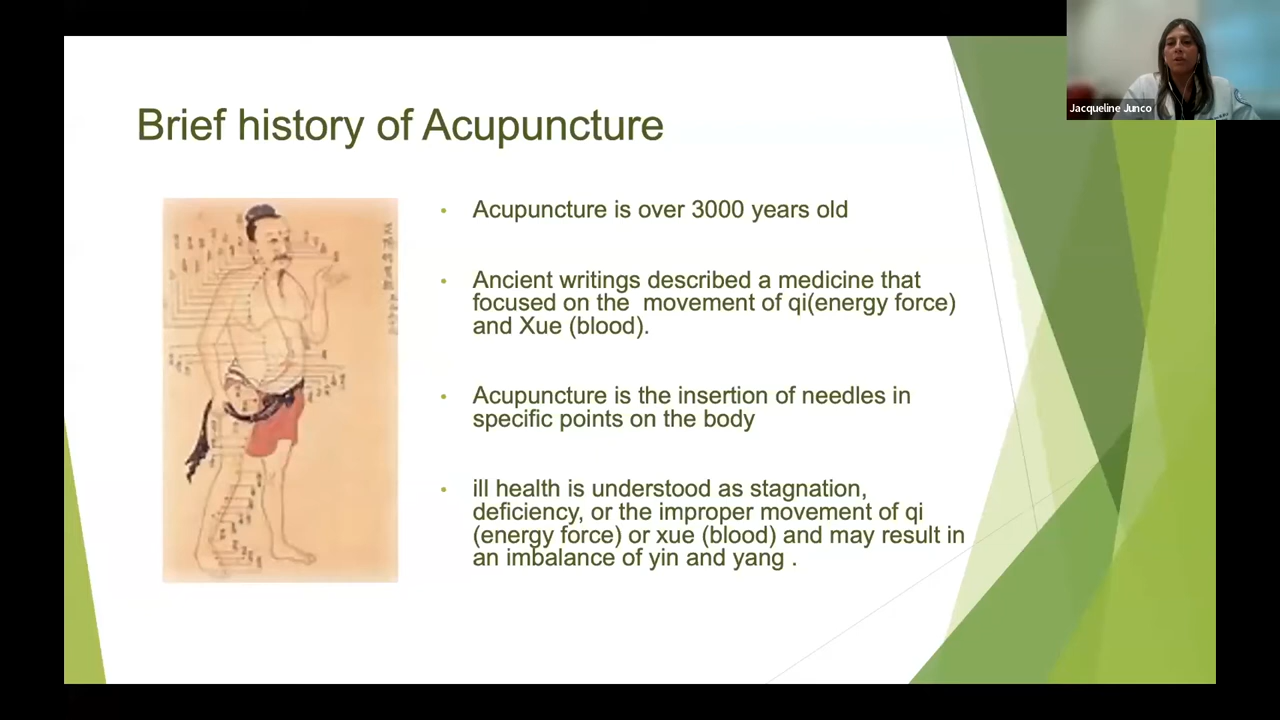 Jacqueline Junco
Brief history of Acupuncture
• Acupuncture is over 3000 years old
• Ancient writings described a medicine that
focused on the movement of qi(energy force)
and Xue (blood).
• Acupuncture is the insertion of needles in
specific points on the body
• ill health is understood as stagnation,
deficiency, or the improper movement of qi
(energy force) or xue (blood) and may result in
an imbalance of yin and yang .